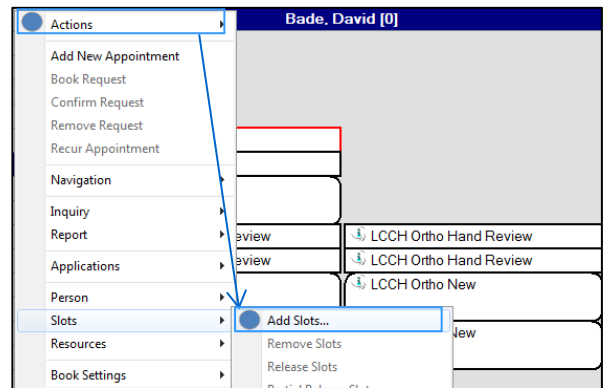 Bade, David [0]
Actions
Add New Appointment
Book Request
Confirm Request
Remove Request
Recur Appointment
Navigation
Inquiry
Report
Applications
Person
Slots
Resources
Book Settings
Add Slots...
Remove Slots
Release Slots
eview
LCCH Ortho Hand Review
eview
LCCH Ortho Hand Review
LCCH Ortho New
New